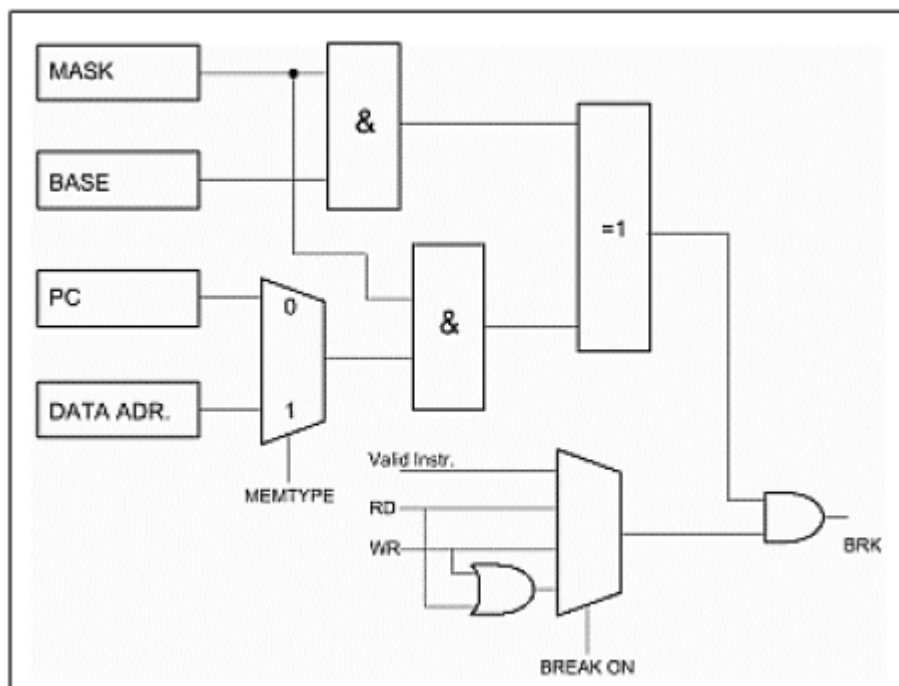 MASK
&
BASE
=1
PC
0
&
DATA ADR.
1
Valid Instr.
MEMTYPE
RD
WR
BRK
BREAK ON